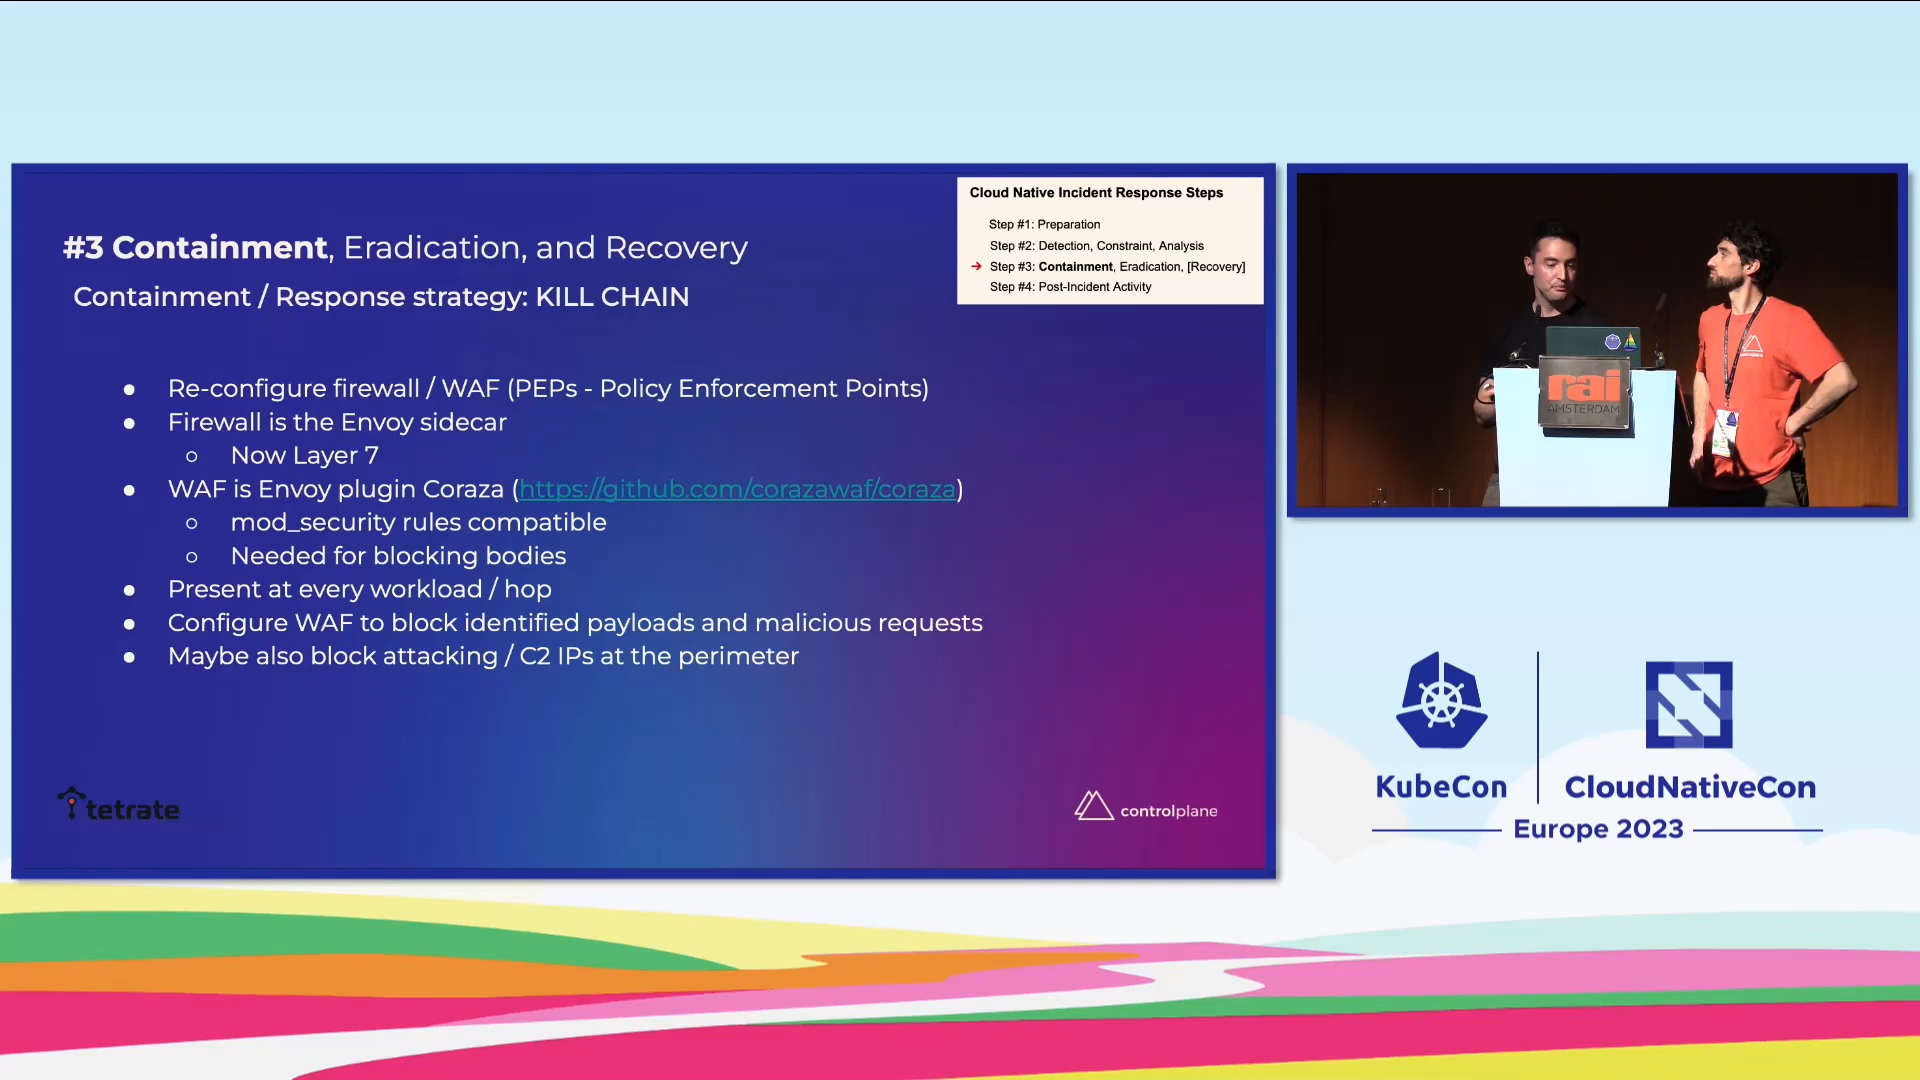 #3 Containment, Eradication, and Recovery
Containment / Response strategy: KILL CHAIN
Cloud Native Incident Response Steps
Step #1: Preparation
Step #2: Detection, Constraint, Analysis
→ Step #3: Containment, Eradication, [Recovery]
Step #4: Post-Incident Activity
● Re-configure firewall / WAF (PEPs - Policy Enforcement Points)
● Firewall is the Envoy sidecar
○ Now Layer 7
● WAF is Envoy plugin Coraza (https://github.com/corazawaf/coraza)
○ mod_security rules compatible
○ Needed for blocking bodies
● Present at every workload / hop
● Configure WAF to block identified payloads and malicious requests
● Maybe also block attacking / C2 IPs at the perimeter
tetrate
controlplane
rai
AMSTERDAM
KubeCon
CloudNativeCon
Europe 2023